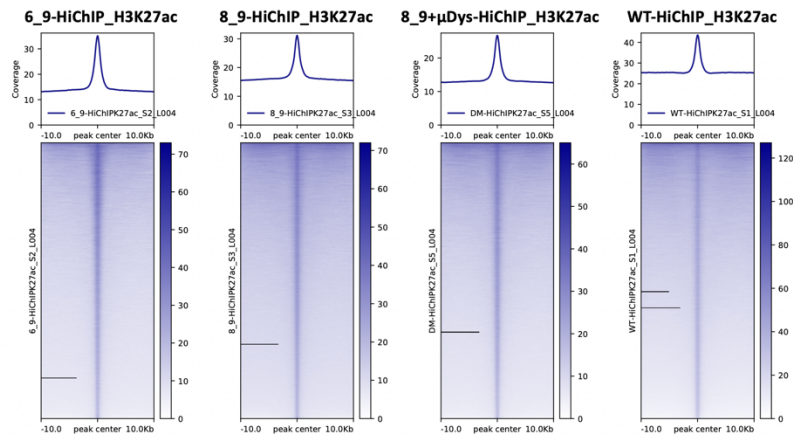 6_9-HiChIP_H3K27ac
8_9-HiChIP_H3K27ac
8_9+µDys-HiChIP_H3K27ac
WT-HiChIP_H3K27ac
Coverage
30
20
10
0
6_9-HiChIPK27ac_S2_L004
-10.0 peak center 10.0Kb
Coverage
30
20
10
0
8_9-HiChIPK27ac_S3_L004
-10.0 peak center 10.0Kb
Coverage
20
10
0
DM-HiChIPK27ac_S5_L004
-10.0 peak center 10.0Kb
Coverage
40
20
0
WT-HiChIPK27ac_S1_L004
-10.0 peak center 10.0Kb
6_9-HiChIPK27ac_S2_L004
70
60
50
40
30
20
10
0
-10.0 peak center 10.0Kb
8_9-HiChIPK27ac_S3_L004
70
60
50
40
30
20
10
0
-10.0 peak center 10.0Kb
DM-HiChIPK27ac_S5_L004
60
50
40
30
20
10
0
-10.0 peak center 10.0Kb
WT-HiChIPK27ac_S1_L004
120
100
80
60
40
20
0
-10.0 peak center 10.0Kb